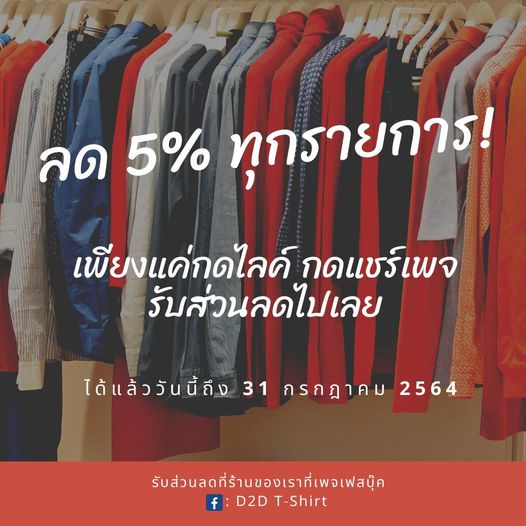 ลด 5% ทุกรายการ!
เพียงแค่กดไลค์ กดแชร์เพจ
รับส่วนลดไปเลย
ได้แล้ววันนี้ถึง 31 กรกฎาคม 2564
รับส่วนลดที่ร้านของเราที่เพจเฟสบุ๊ค
f : D2D T-Shirt